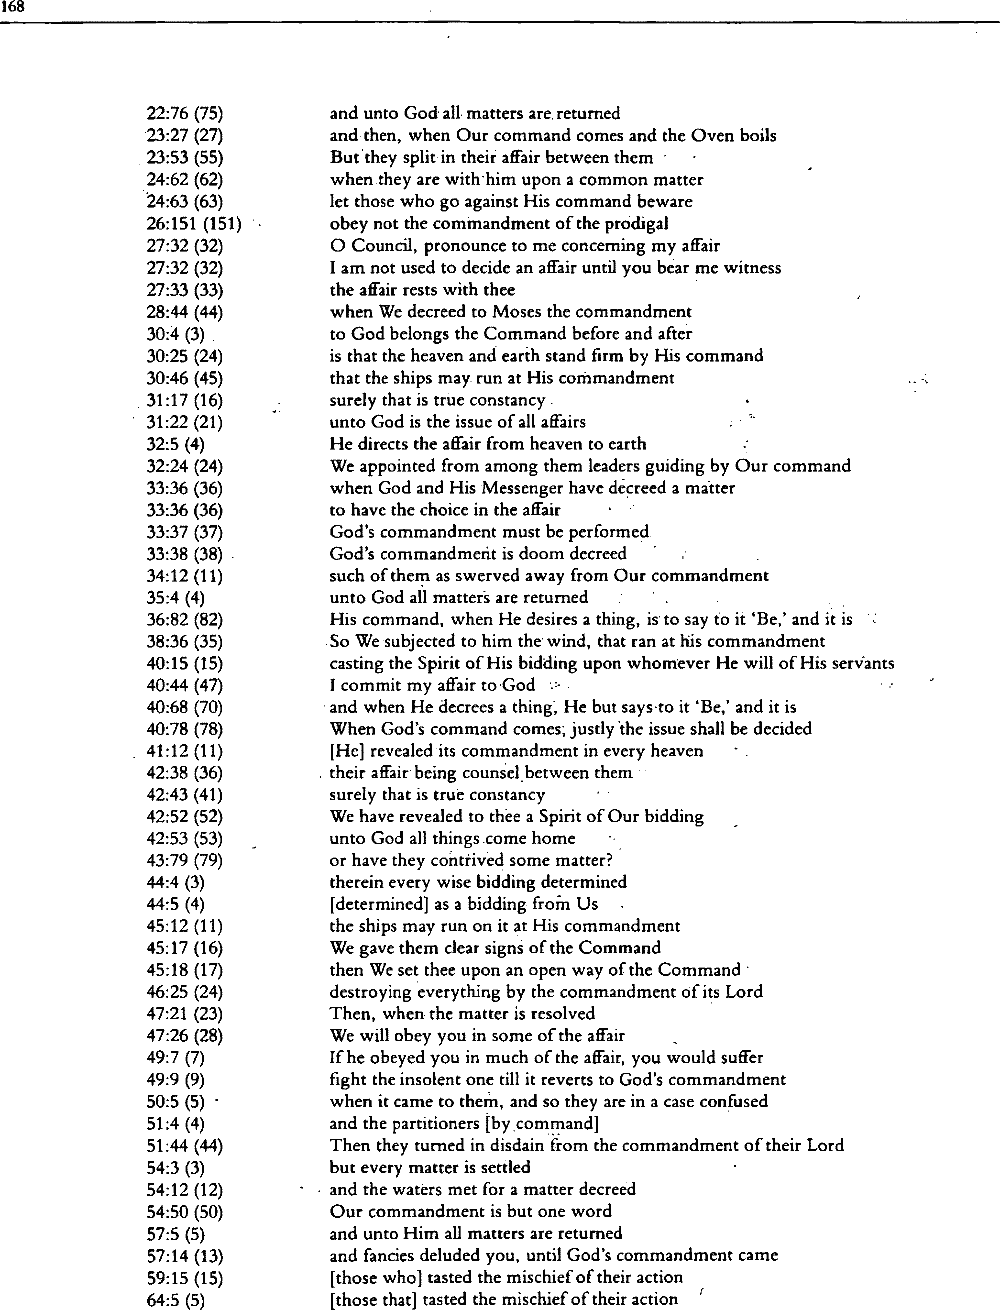 168
22:76 (75) and unto God all matters are returned
23:27 (27) and then, when Our command comes and the Oven boils
23:53 (55) But they split in their affair between them
24:62 (62) when they are with him upon a common matter
24:63 (63) let those who go against His command beware
26:151 (151) obey not the commandment of the prodigal
27:32 (32) O Council, pronounce to me concerning my affair
27:32 (32) I am not used to decide an affair until you bear me witness
27:33 (33) the affair rests with thee
28:44 (44) when We decreed to Moses the commandment
30:4 (3) to God belongs the Command before and after
30:25 (24) is that the heaven and earth stand firm by His command
30:46 (45) that the ships may run at His commandment
31:17 (16) surely that is true constancy
31:22 (21) unto God is the issue of all affairs
32:5 (4) He directs the affair from heaven to earth
32:24 (24) We appointed from among them leaders guiding by Our command
33:36 (36) when God and His Messenger have decreed a matter
33:36 (36) to have the choice in the affair
33:37 (37) God's commandment must be performed
33:38 (38) God's commandment is doom decreed
34:12 (11) such of them as swerved away from Our commandment
35:4 (4) unto God all matters are returned
36:82 (82) His command, when He desires a thing, is to say to it ‘Be,’ and it is
38:36 (35) So We subjected to him the wind, that ran at his commandment
40:15 (15) casting the Spirit of His bidding upon whomever He will of His servants
40:44 (47) I commit my affair to God
40:68 (70) and when He decrees a thing, He but says to it ‘Be,’ and it is
40:78 (78) When God's command comes, justly the issue shall be decided
41:12 (11) [He] revealed its commandment in every heaven
42:38 (36) their affair being counsel between them
42:43 (41) surely that is true constancy
42:52 (52) We have revealed to thee a Spirit of Our bidding
42:53 (53) unto God all things come home
43:79 (79) or have they contrived some matter?
44:4 (3) therein every wise bidding determined
44:5 (4) [determined] as a bidding from Us
45:12 (11) the ships may run on it at His commandment
45:17 (16) We gave them clear signs of the Command
45:18 (17) then We set thee upon an open way of the Command
46:25 (24) destroying everything by the commandment of its Lord
47:21 (23) Then, when the matter is resolved
47:26 (28) We will obey you in some of the affair
49:7 (7) If he obeyed you in much of the affair, you would suffer
49:9 (9) fight the insolent one till it reverts to God's commandment
50:5 (5) when it came to them, and so they are in a case confused
51:4 (4) and the partitioners [by command]
51:44 (44) Then they turned in disdain from the commandment of their Lord
54:3 (3) but every matter is settled
54:12 (12) and the waters met for a matter decreed
54:50 (50) Our commandment is but one word
57:5 (5) and unto Him all matters are returned
57:14 (13) and fancies deluded you, until God's commandment came
59:15 (15) [those who] tasted the mischief of their action
64:5 (5) [those that] tasted the mischief of their action